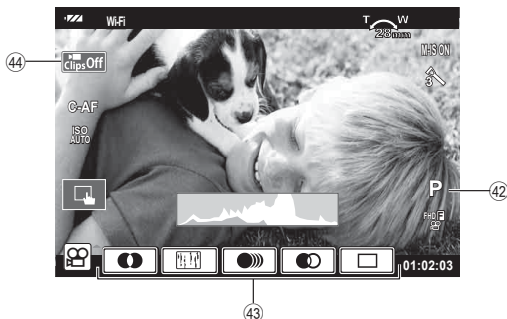 Wi-Fi
T W
28mm
M-IS ON
44
Clips Off
3
C-AF
ISO
AUTO
P
42
FHD F
01:02:03
43